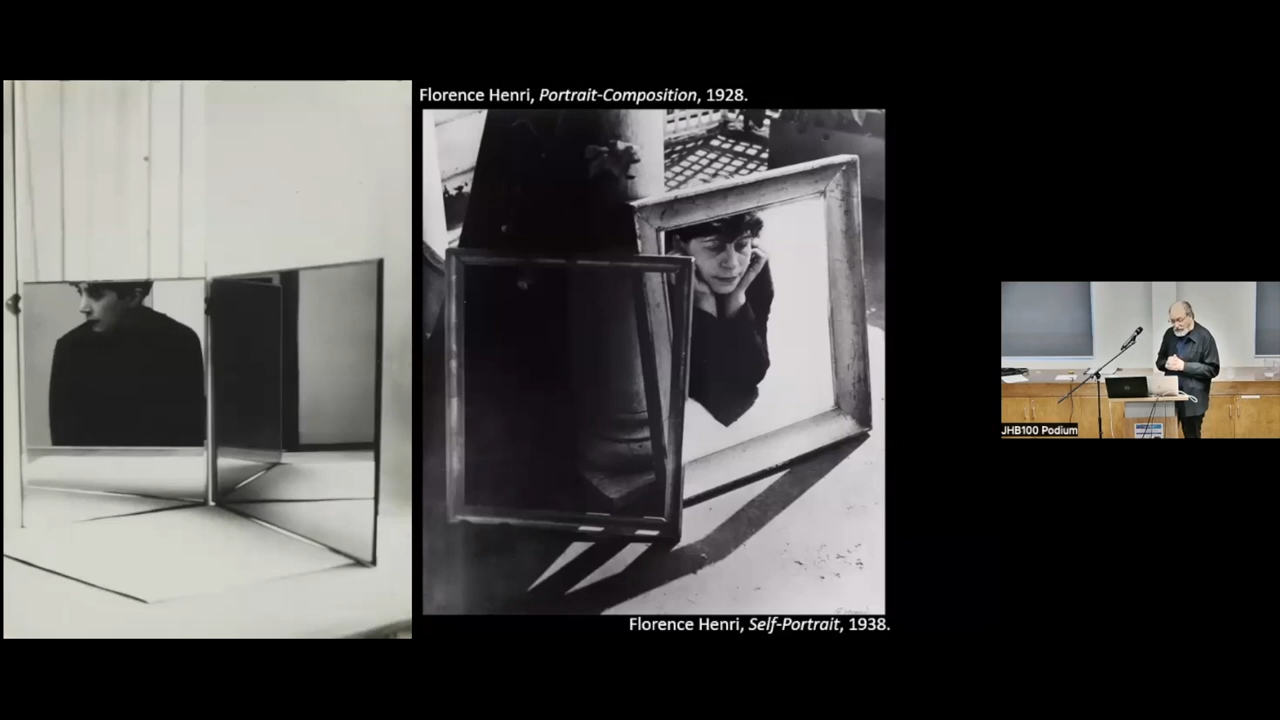 Florence Henri, Portrait-Composition, 1928.
Florence Henri, Self-Portrait, 1938.
JHB100 Podium